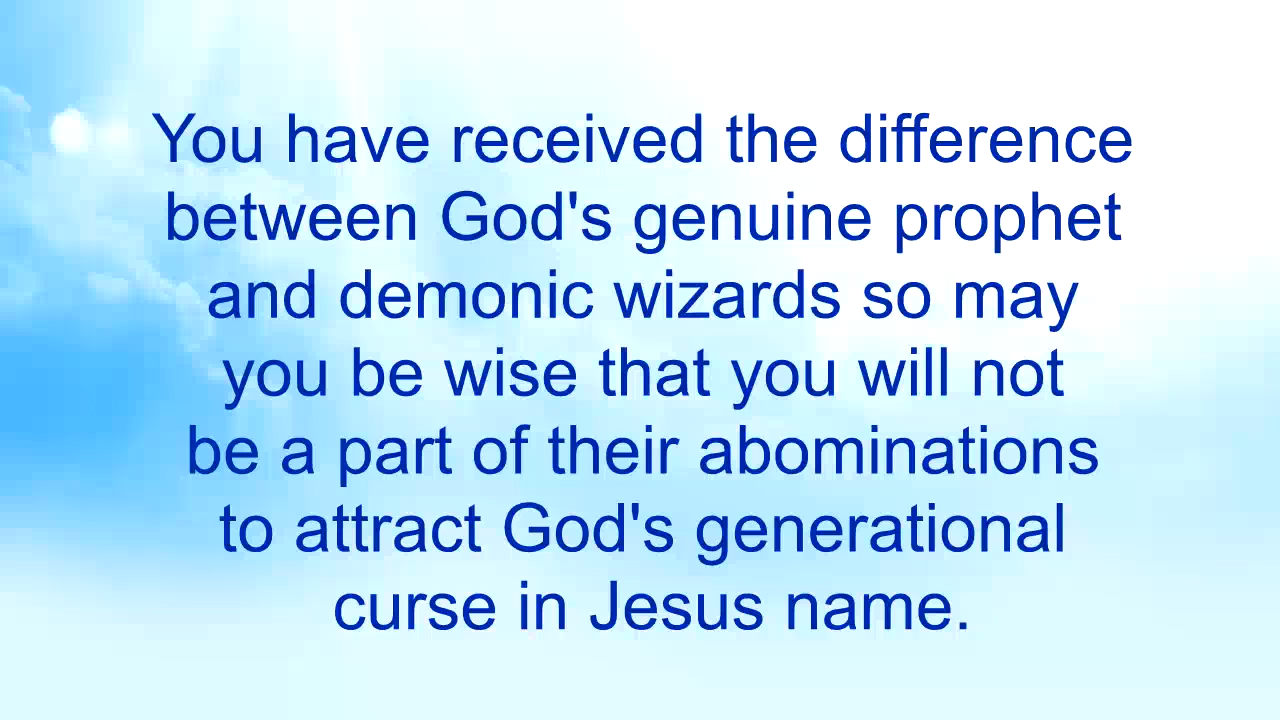 You have received the difference
between God's genuine prophet
and demonic wizards so may
you be wise that you will not
be a part of their abominations
to attract God's generational
curse in Jesus name.